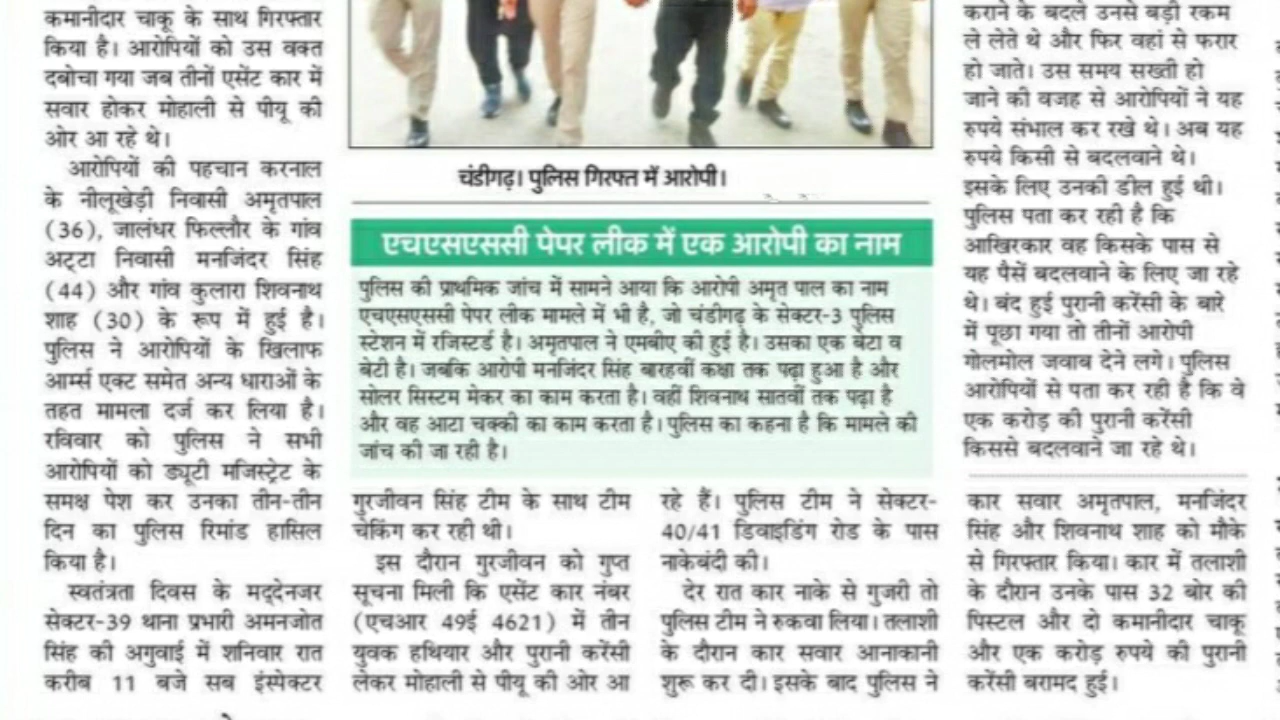 कमानीदार चाकू के साथ गिरफ्तार
किया है। आरोपियों को उस वक्त
दबोचा गया जब तीनों एसेंट कार में
सवार होकर मोहाली से पीयू की
ओर आ रहे थे।
आरोपियों की पहचान करनाल
के नीलूखेड़ी निवासी अमृतपाल
(36), जालंधर फिल्लौर के गांव
अट्टा निवासी मनजिंदर सिंह
(44) और गांव कुलारा शिवनाथ
शाह (30) के रूप में हुई है।
पुलिस ने आरोपियों के खिलाफ
आर्म्स एक्ट समेत अन्य धाराओं के
तहत मामला दर्ज कर लिया है।
रविवार को पुलिस ने सभी
आरोपियों को ड्यूटी मजिस्ट्रेट के
समक्ष पेश कर उनका तीन-तीन
दिन का पुलिस रिमांड हासिल
किया है।
स्वतंत्रता दिवस के मद्देनजर
सेक्टर-39 थाना प्रभारी अमनजोत
सिंह की अगुवाई में शनिवार रात
करीब 11 बजे सब इंस्पेक्टर
चंडीगढ़। पुलिस गिरफ्त में आरोपी।
एचएसएससी पेपर लीक में एक आरोपी का नाम
पुलिस की प्राथमिक जांच में सामने आया कि आरोपी अमृत पाल का नाम
एचएसएससी पेपर लीक मामले में भी है, जो चंडीगढ़ के सेक्टर-3 पुलिस
स्टेशन में रजिस्टर्ड है। अमृतपाल ने एमबीए की हुई है। उसका एक बेटा व
बेटी है। जबकि आरोपी मनजिंदर सिंह बारहवीं कक्षा तक पढ़ा हुआ है और
सोलर सिस्टम मेकर का काम करता है। वहीं शिवनाथ सातवीं तक पढ़ा है
और वह आटा चक्की का काम करता है। पुलिस का कहना है कि मामले की
जांच की जा रही है।
गुरजीवन सिंह टीम के साथ टीम
चेकिंग कर रही थी।
इस दौरान गुरजीवन को गुप्त
सूचना मिली कि एसेंट कार नंबर
(एचआर 49ई 4621) में तीन
युवक हथियार और पुरानी करेंसी
लेकर मोहाली से पीयू की ओर आ
रहे हैं। पुलिस टीम ने सेक्टर-
40/41 डिवाइडिंग रोड के पास
नाकेबंदी की।
देर रात कार नाके से गुजरी तो
पुलिस टीम ने रुकवा लिया। तलाशी
के दौरान कार सवार आनाकानी
शुरू कर दी। इसके बाद पुलिस ने
कराने के बदले उनसे बड़ी रकम
ले लेते थे और फिर वहां से फरार
हो जाते। उस समय सख्ती हो
जाने की वजह से आरोपियों ने यह
रुपये संभाल कर रखे थे। अब यह
रुपये किसी से बदलवाने थे।
इसके लिए उनकी डील हुई थी।
पुलिस पता कर रही है कि
आखिरकार वह किसके पास से
यह पैसें बदलवाने के लिए जा रहे
थे। बंद हुई पुरानी करेंसी के बारे
में पूछा गया तो तीनों आरोपी
गोलमोल जवाब देने लगे। पुलिस
आरोपियों से पता कर रही है कि वे
एक करोड़ की पुरानी करेंसी
किससे बदलवाने जा रहे थे।
कार सवार अमृतपाल, मनजिंदर
सिंह और शिवनाथ शाह को मौके
से गिरफ्तार किया। कार में तलाशी
के दौरान उनके पास 32 बोर की
पिस्टल और दो कमानीदार चाकू
और एक करोड़ रुपये की पुरानी
करेंसी बरामद हुई।